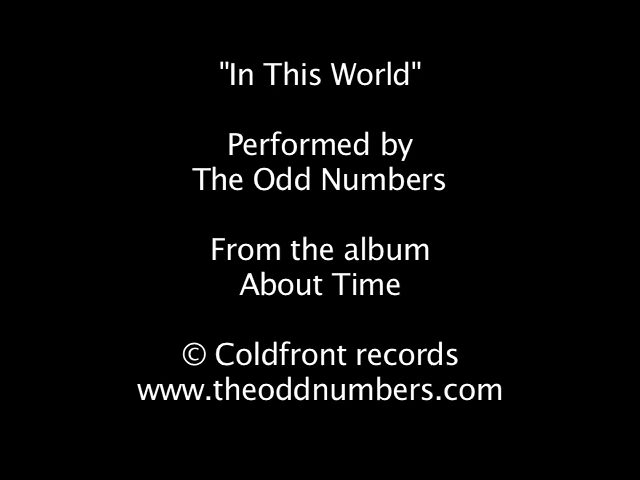 "In This World"
Performed by
The Odd Numbers
From the album
About Time
© Coldfront records
www.theoddnumbers.com